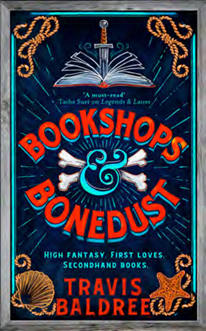 'A must-read'
Tasha Suri on Legends & Lattes
BOOKSHOPS
&
BONEDUST
HIGH FANTASY. FIRST LOVES.
SECONDHAND BOOKS.
TRAVIS
BALDREE